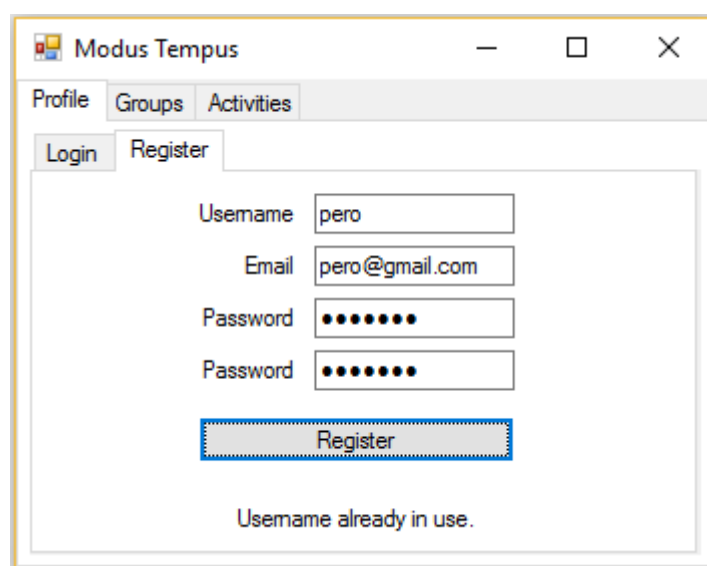 Modus Tempus
Profile Groups Activities
Login Register
Username pero
Email pero@gmail.com
Password •••••••
Password •••••••
Register
Username already in use.